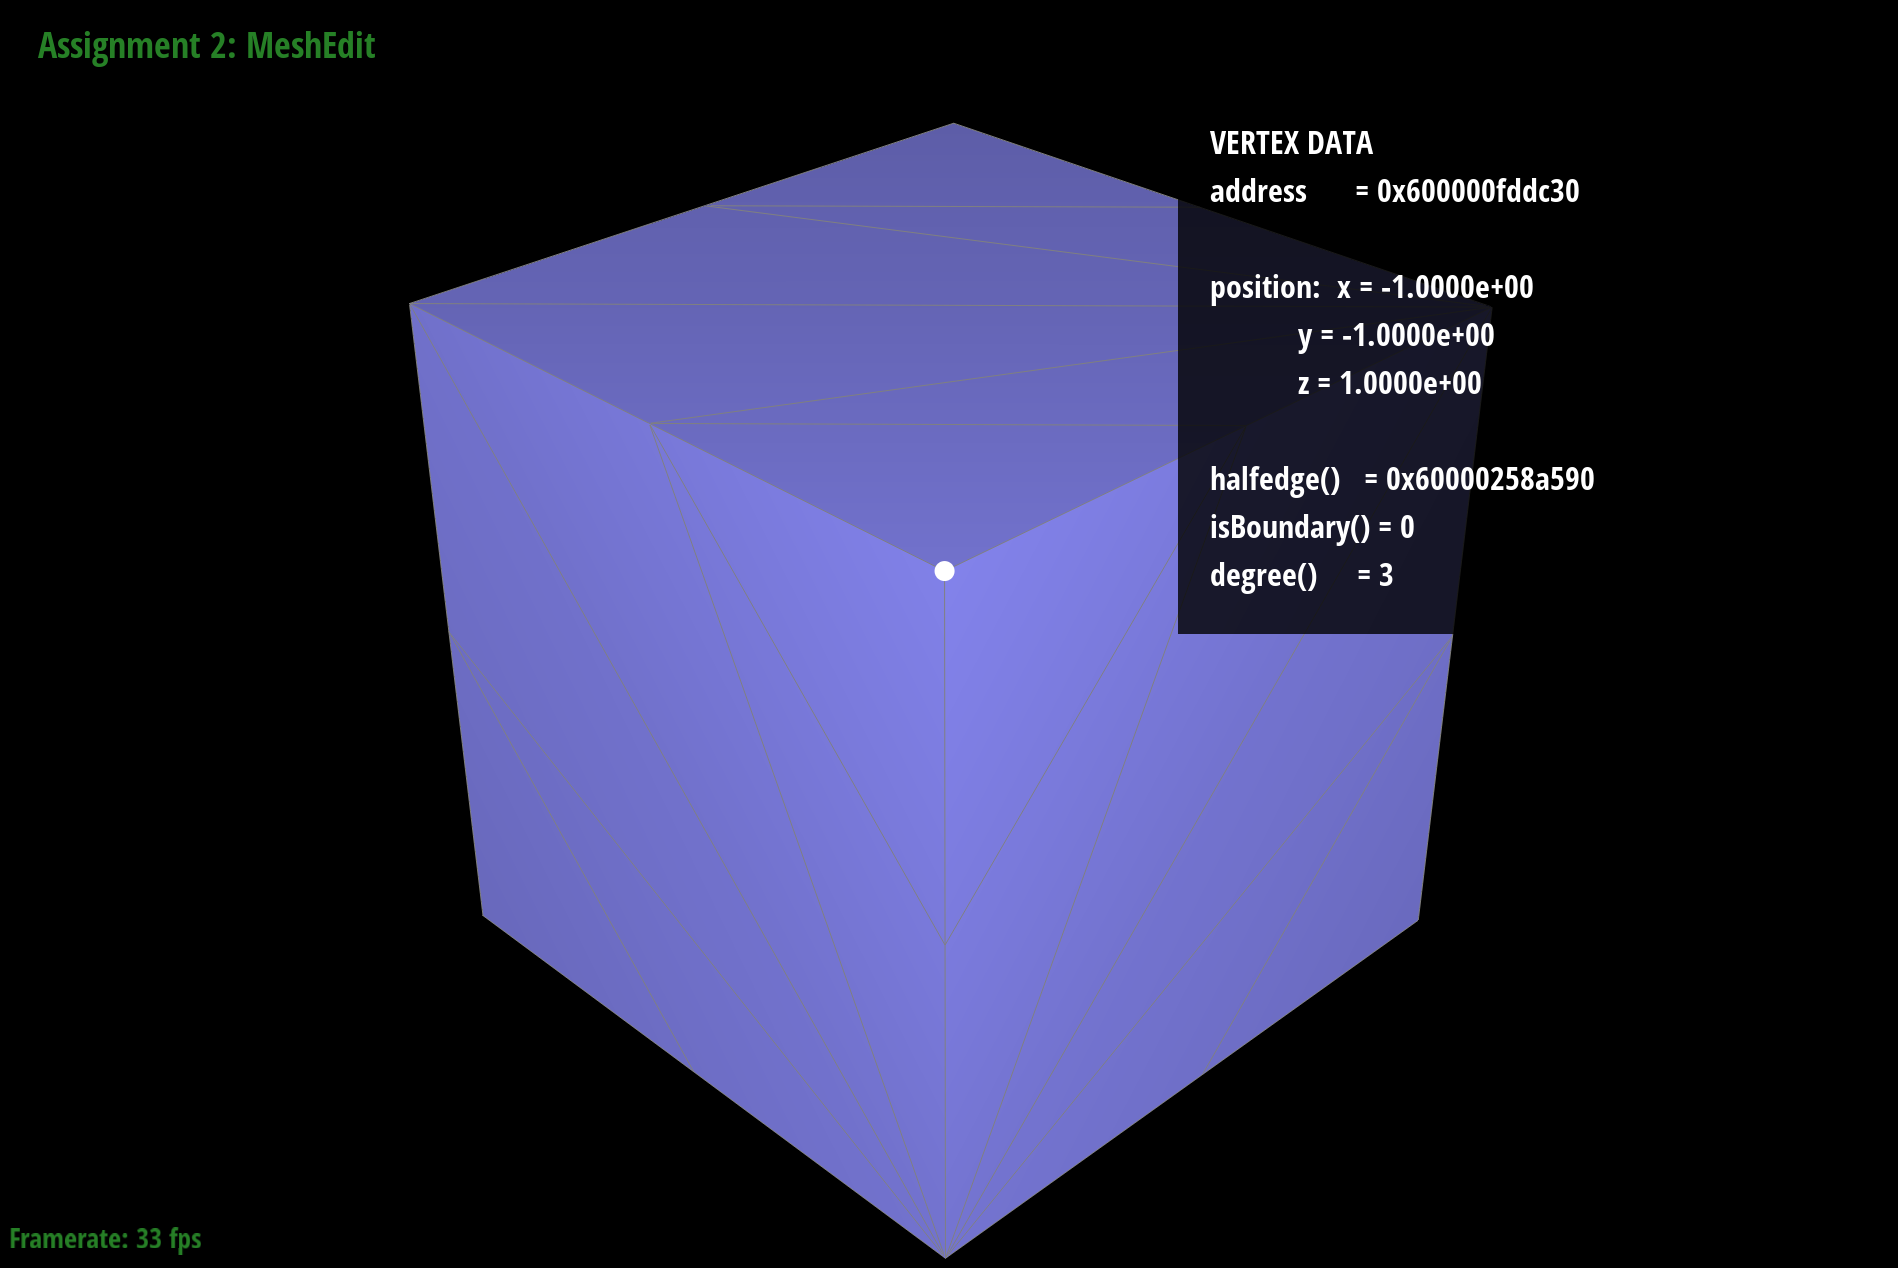 Assignment 2: MeshEdit
VERTEX DATA
address = 0x600000fddc30
position: x = -1.0000e+00
y = -1.0000e+00
z = 1.0000e+00
halfedge() = 0x60000258a590
isBoundary() = 0
degree() = 3
Framerate: 33 fps